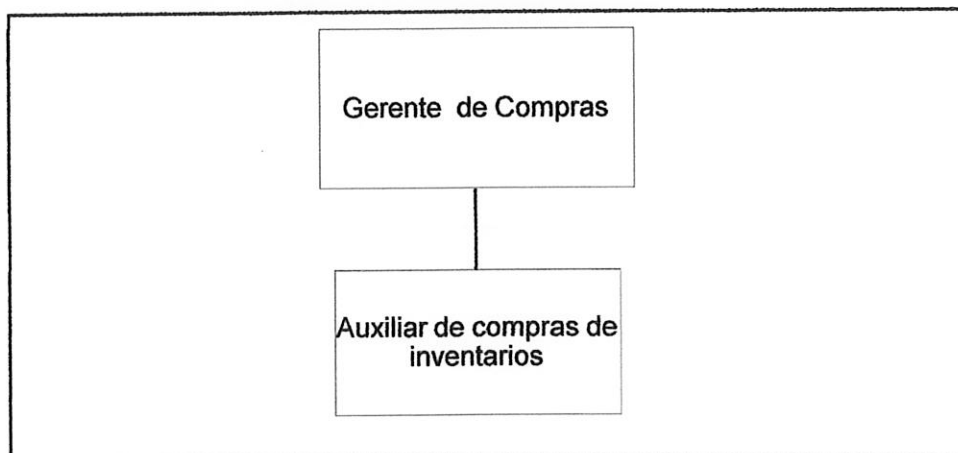 Gerente de Compras
Auxiliar de compras de
inventarios